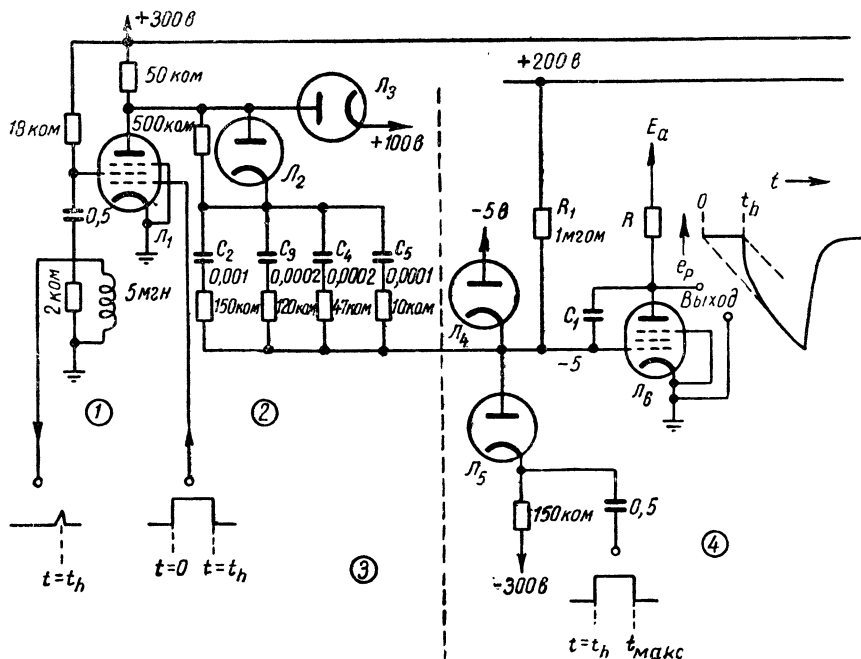 +300 в
+200 в
50 ком
Л3
Eа
t
18 ком
500 ком
+100 в
0
th
Л2
-5 в
R1
1 мгом
R
eр
0,5
Л1
C2
C9
C4
C5
0,001
0,0002
0,0002
0,0001
Выход
2 ком
5 мгн
150 ком
120 ком
47 ком
10 ком
Л4
C1
-5
Л6
1
2
Л5
150 ком
0,5
4
t=th
t=0
t=th
3
-300 в
t=th
tмакс